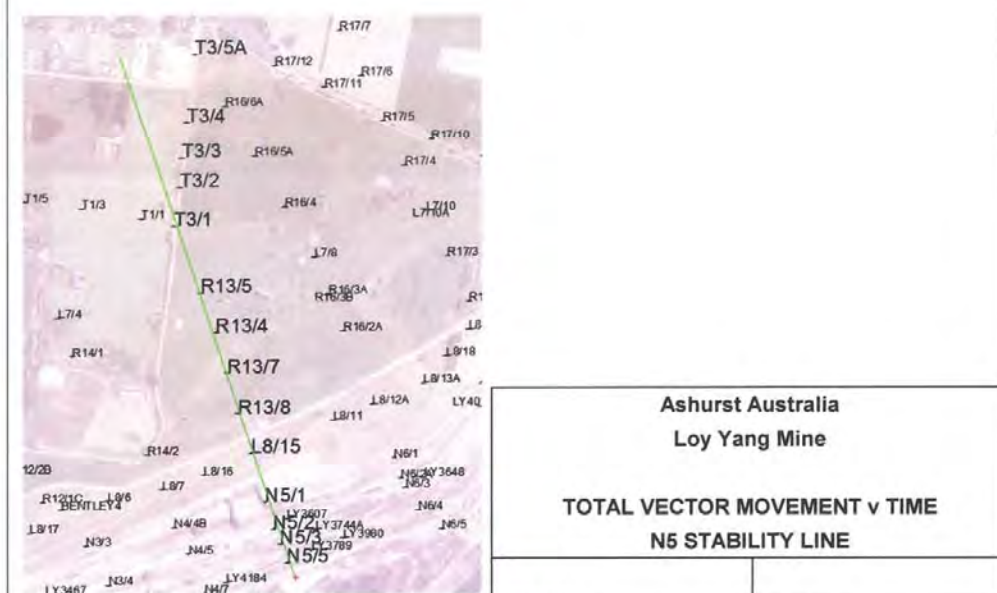 R17/7
T3/5A
R17/12
R17/6
R17/11
R16/6A
T3/4
R17/5
R17/10
T3/3
R16/5A
R17/4
T3/2
T1/5
T1/3
T1/1
T3/1
R16/4
L7/10
L7/10A
L7/8
R17/3
R13/5
R16/3A
R16/3B
L7/4
R13/4
R16/2A
R14/1
L8/18
R13/7
L8/13A
L8/12A
LY40
R13/8
L8/11
R14/2
L8/15
N6/1
12/2B
L8/16
LY3648
N6/3
L8/7
R12/1C
L8/6
BENTLEY4
N5/1
N6/4
LY3607
N4/4B
N5/2
LY3744A
N6/5
L8/17
N3/3
N5/3
LY3980
LY3789
N4/5
N5/5
N3/4
LY4184
LY3467
N4/7
Ashurst Australia
Loy Yang Mine
TOTAL VECTOR MOVEMENT v TIME
N5 STABILITY LINE